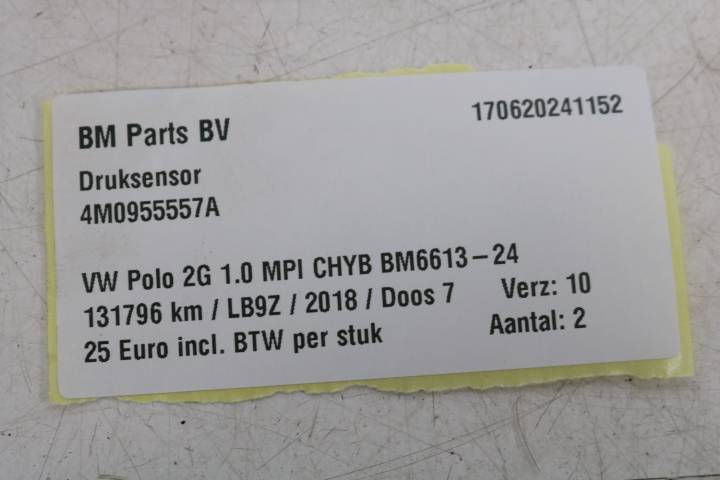 BM Parts BV
170620241152
Druksensor
4M0955557A
VW Polo 2G 1.0 MPI CHYB BM6613-24
131796 km / LB9Z / 2018 / Doos 7 Verz: 10
25 Euro incl. BTW per stuk Aantal: 2